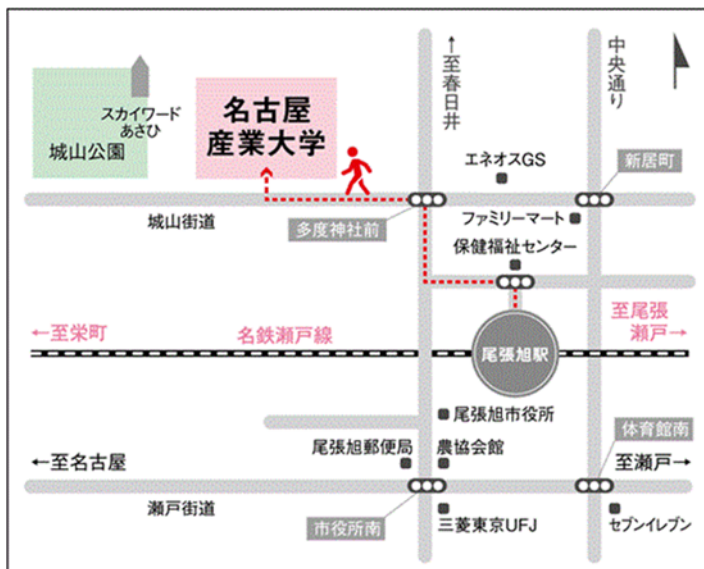 ↑至春日井
中央通り
スカイワード
あさひ
城山公園
名古屋
産業大学
エネオスGS
新居町
城山街道
多度神社前
ファミリーマート
保健福祉センター
←至栄町
名鉄瀬戸線
尾張旭駅
至尾張
瀬戸→
尾張旭市役所
尾張旭郵便局
農協会館
体育館南
←至名古屋
至瀬戸→
瀬戸街道
市役所南
三菱東京UFJ
セブンイレブン